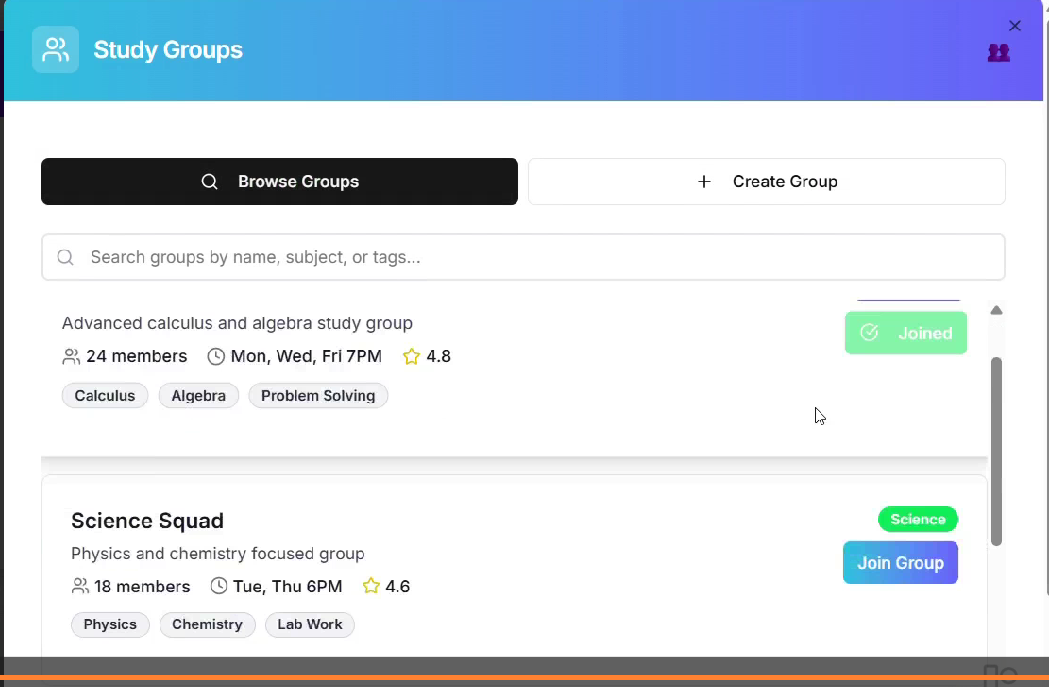 Study Groups
Browse Groups
Create Group
Search groups by name, subject, or tags...
Advanced calculus and algebra study group
Joined
24 members Mon, Wed, Fri 7PM 4.8
Calculus Algebra Problem Solving
Science Squad
Science
Physics and chemistry focused group
Join Group
18 members Tue, Thu 6PM 4.6
Physics Chemistry Lab Work